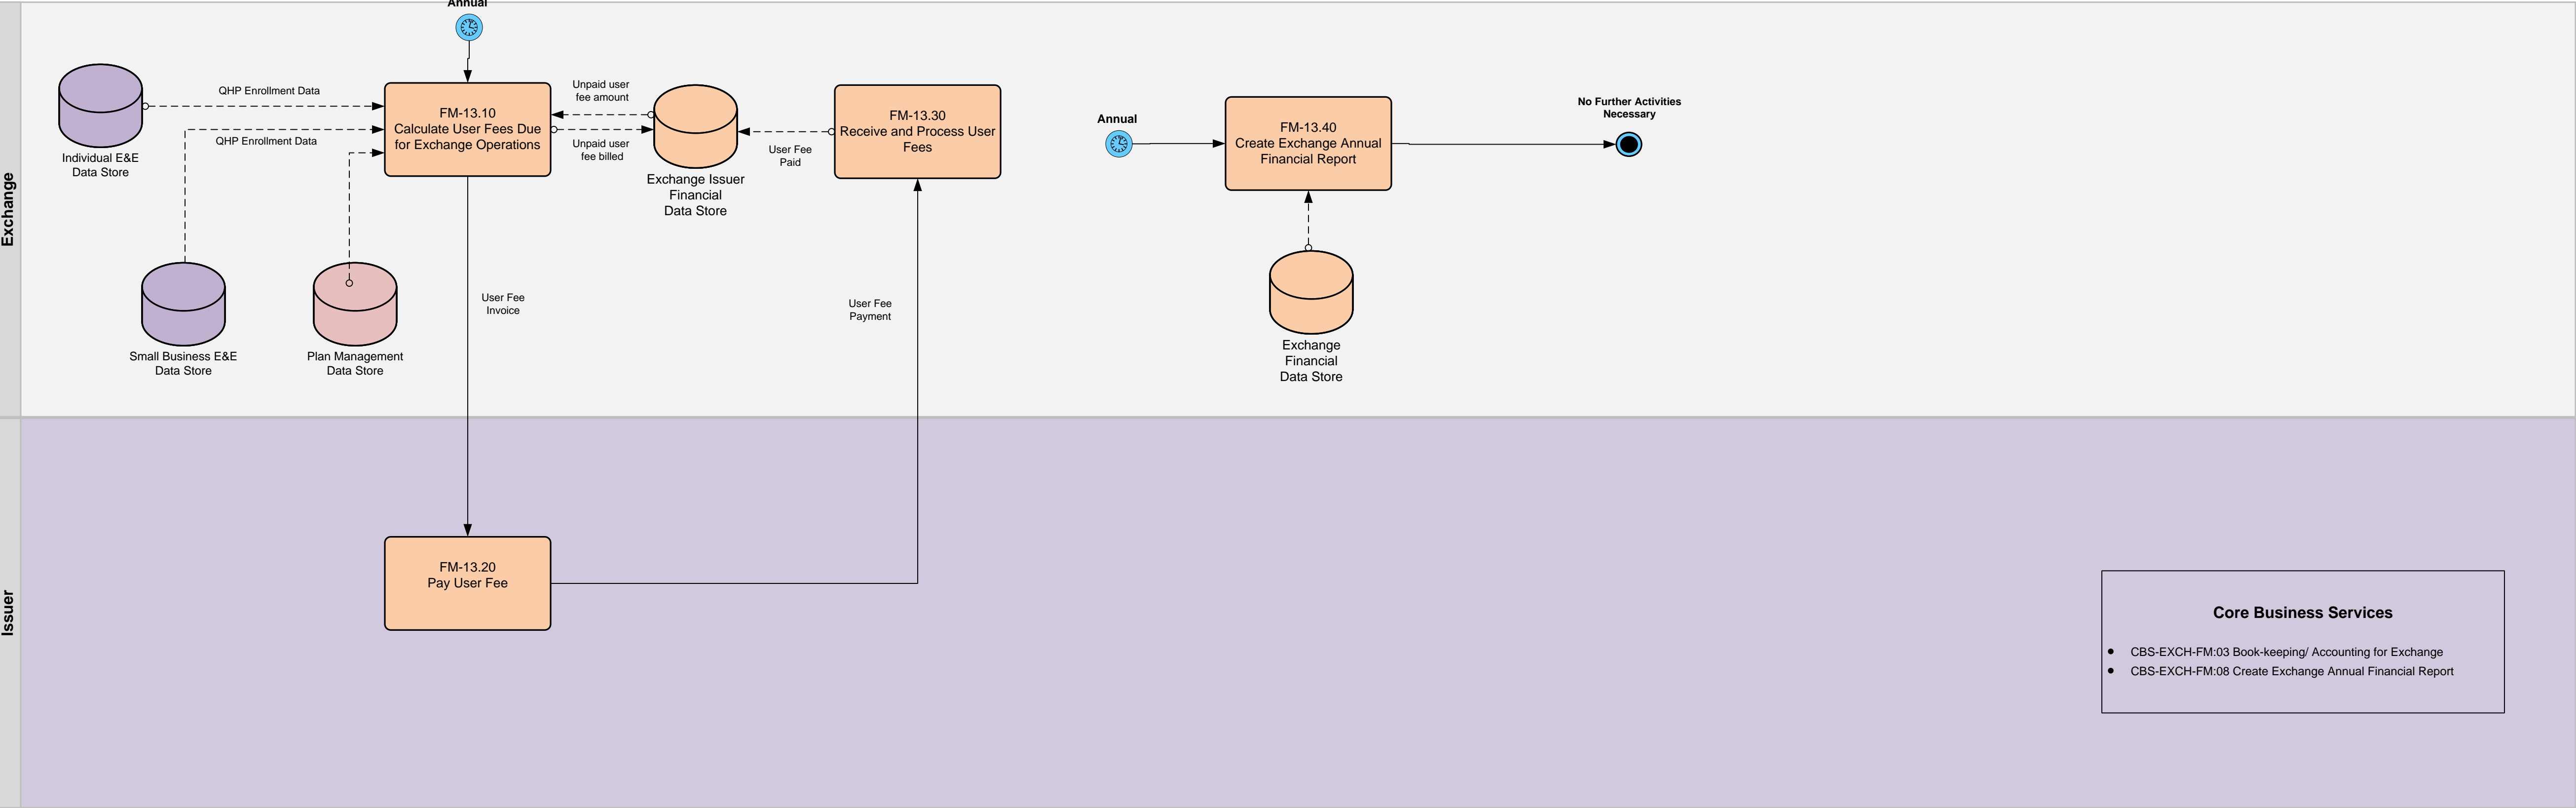 Annual
Exchange
QHP Enrollment Data
Individual E&E
Data Store
QHP Enrollment Data
FM-13.10
Calculate User Fees Due
for Exchange Operations
Unpaid user
fee amount
Unpaid user
fee billed
Exchange Issuer
Financial
Data Store
User Fee
Paid
FM-13.30
Receive and Process User
Fees
Annual
FM-13.40
Create Exchange Annual
Financial Report
No Further Activities
Necessary
Small Business E&E
Data Store
Plan Management
Data Store
User Fee
Invoice
User Fee
Payment
Exchange
Financial
Data Store
Issuer
FM-13.20
Pay User Fee
Core Business Services
• CBS-EXCH-FM:03 Book-keeping/ Accounting for Exchange
• CBS-EXCH-FM:08 Create Exchange Annual Financial Report